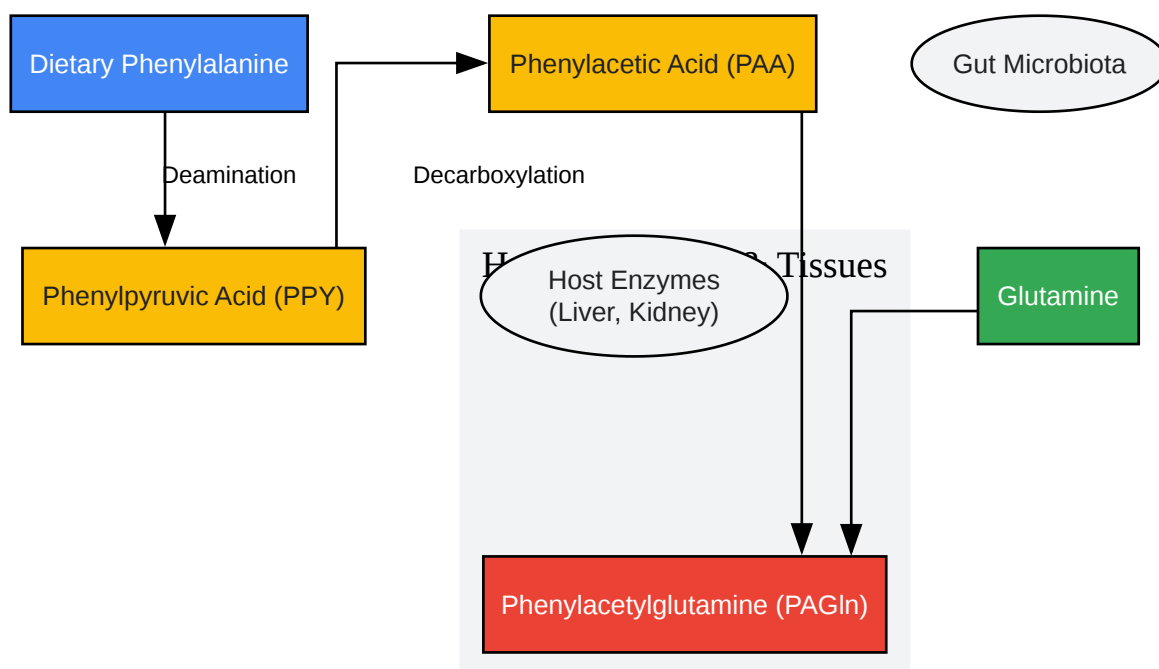 Dietary Phenylalanine
Phenylacetic Acid (PAA)
Gut Microbiota
Deamination
Decarboxylation
Tissues
Host Enzymes
(Liver, Kidney)
Phenylpyruvic Acid (PPY)
Glutamine
Phenylacetylglutamine (PAGln)